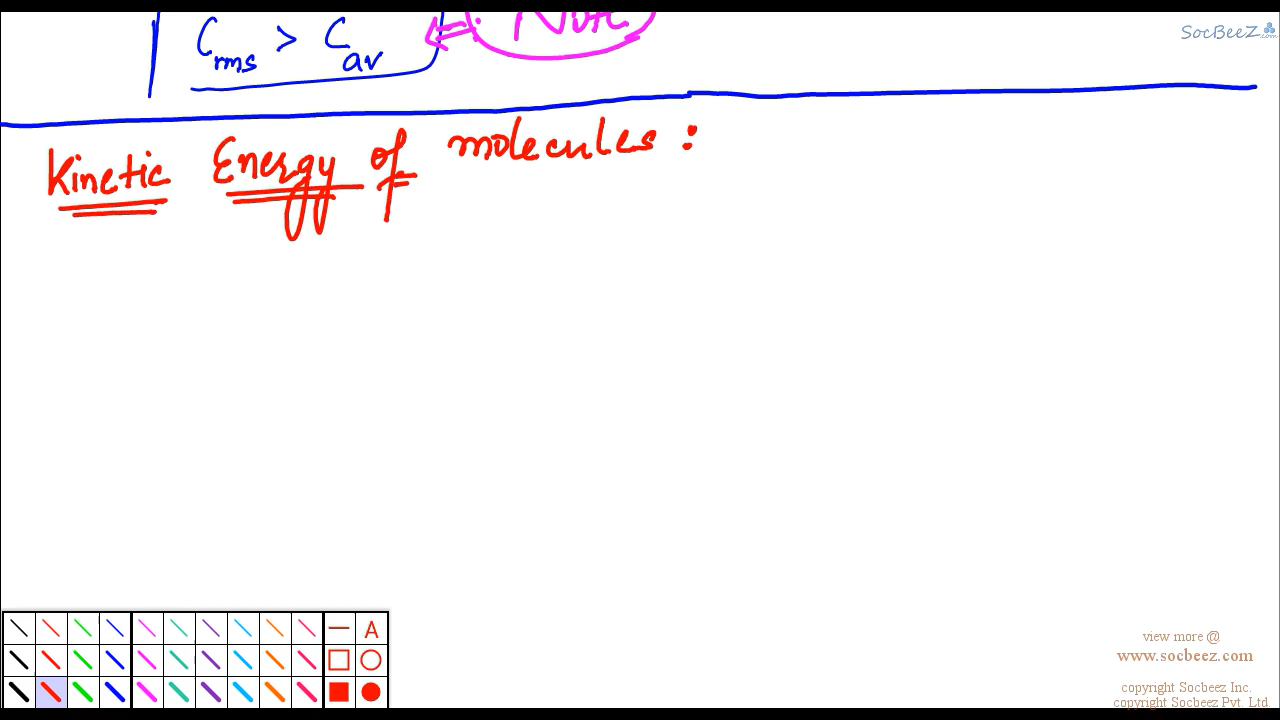 SocBeeZ.com
C_rms > C_av
Kinetic Energy of molecules :
A
view more @
www.socbeez.com
copyright Socbeez Inc.
copyright Socbeez Pvt. Ltd.